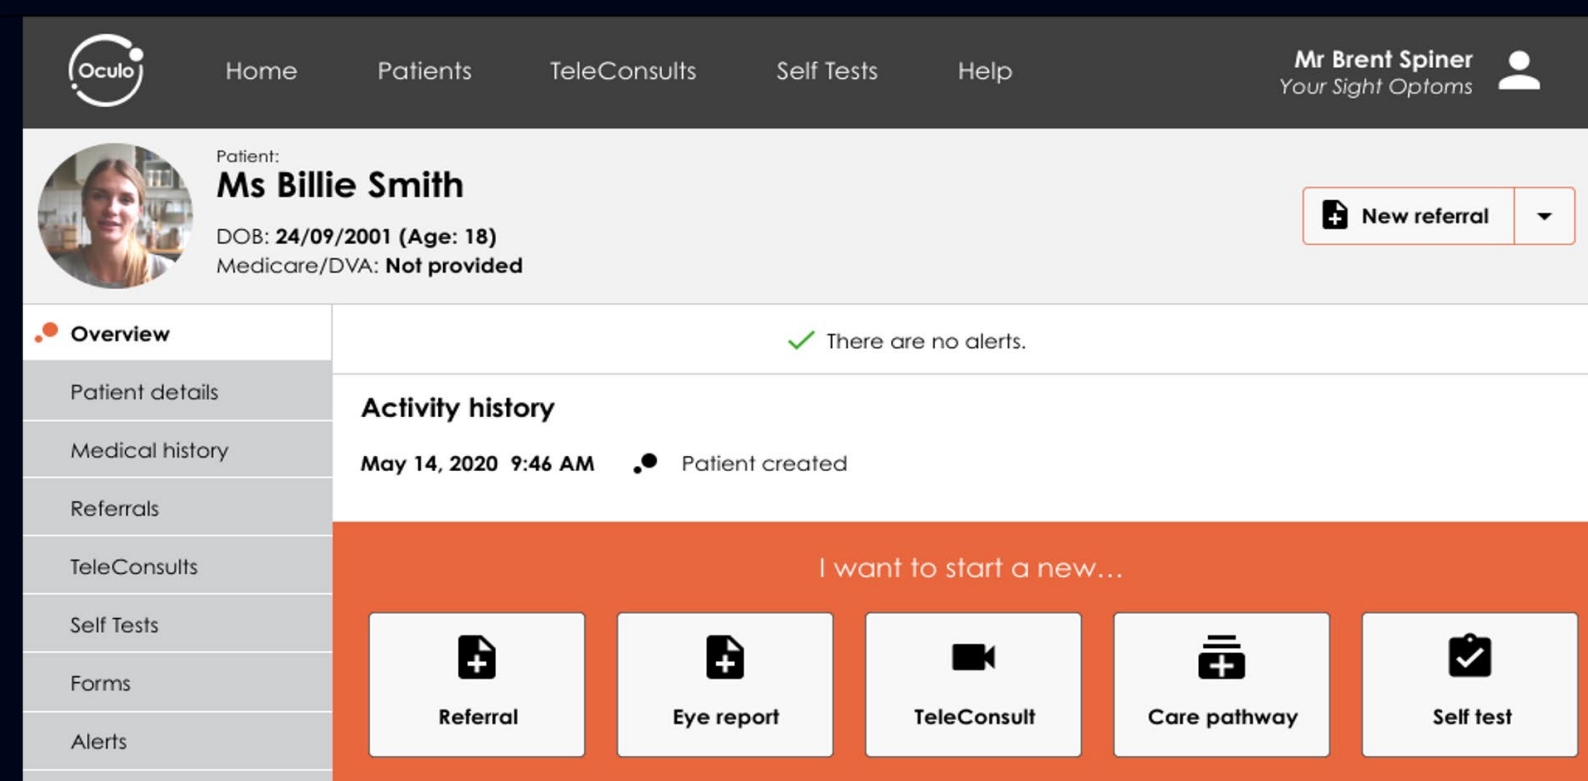 Oculo
Home
Patients
TeleConsults
Self Tests
Help
Mr Brent Spiner
Your Sight Optoms
Patient:
Ms Billie Smith
DOB: 24/09/2001 (Age: 18)
Medicare/DVA: Not provided
New referral
Overview
Patient details
Medical history
Referrals
TeleConsults
Self Tests
Forms
Alerts
There are no alerts.
Activity history
May 14, 2020 9:46 AM Patient created
I want to start a new...
Referral
Eye report
TeleConsult
Care pathway
Self test